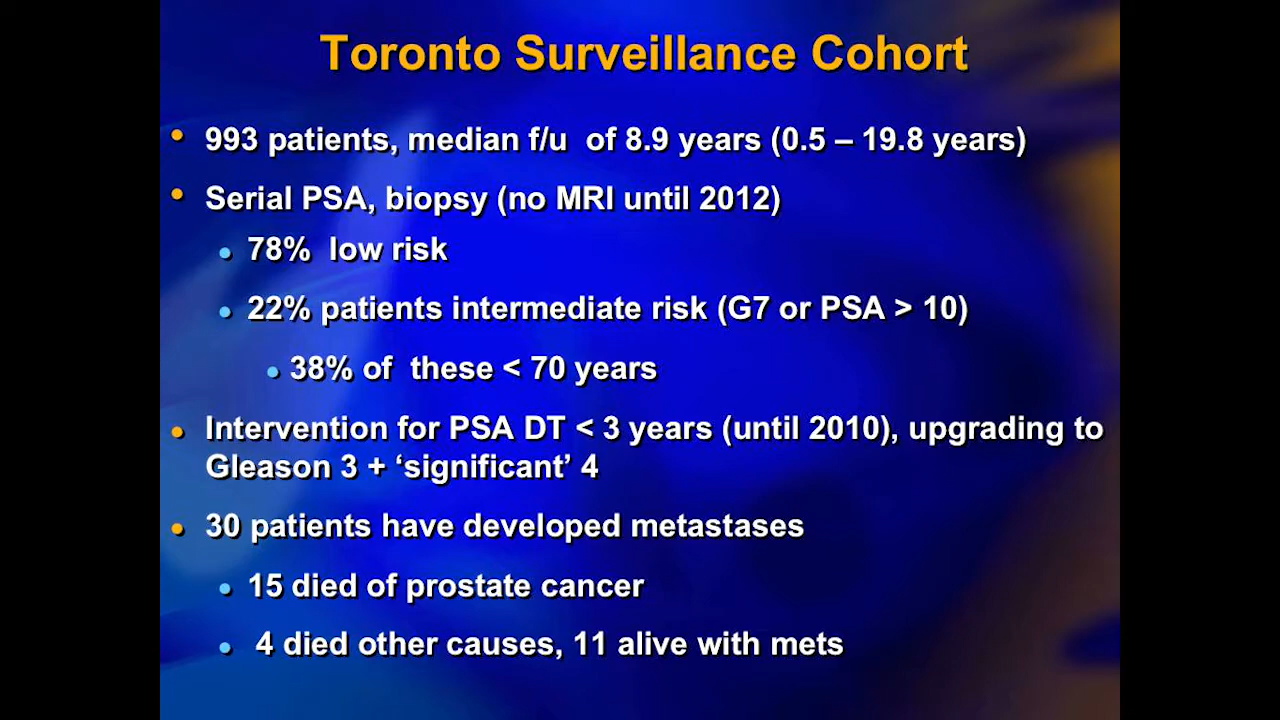 Toronto Surveillance Cohort
• 993 patients, median f/u of 8.9 years (0.5 – 19.8 years)
• Serial PSA, biopsy (no MRI until 2012)
• 78% low risk
• 22% patients intermediate risk (G7 or PSA > 10)
• 38% of these < 70 years
• Intervention for PSA DT < 3 years (until 2010), upgrading to
Gleason 3 + ‘significant’ 4
• 30 patients have developed metastases
• 15 died of prostate cancer
• 4 died other causes, 11 alive with mets